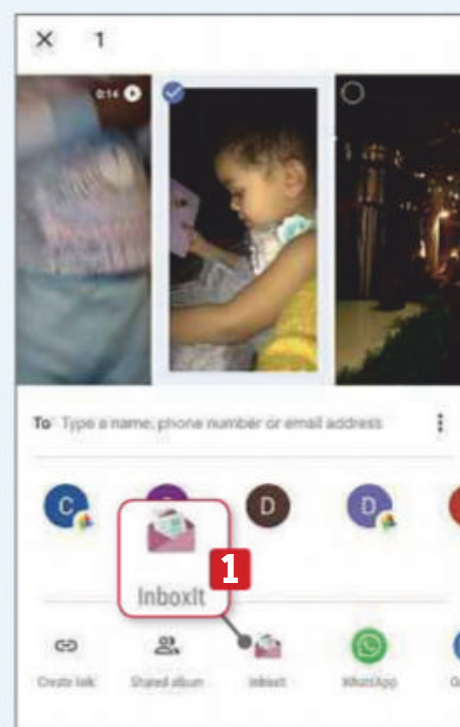 1
0:14
To Type a name, phone number or email address
C D D
InboxIt
1
Create link Shared album InboxIt WhatsApp